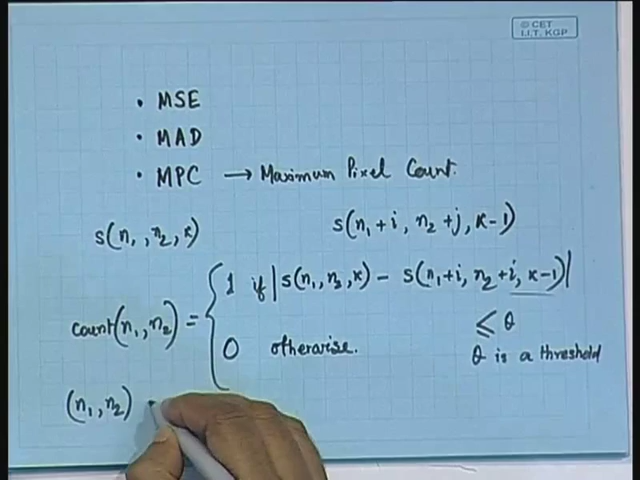 © CET
I.I.T. KGP
• MSE
• MAD
• MPC → Maximum Pixel Count.
s(n₁, n₂, k) s(n₁+i, n₂+j, k-1)
count(n₁, n₂) = { 1 if |s(n₁, n₂, k) - s(n₁+i, n₂+i, k-1)|
≤ θ
0 otherwise. θ is a threshold
(n₁, n₂)